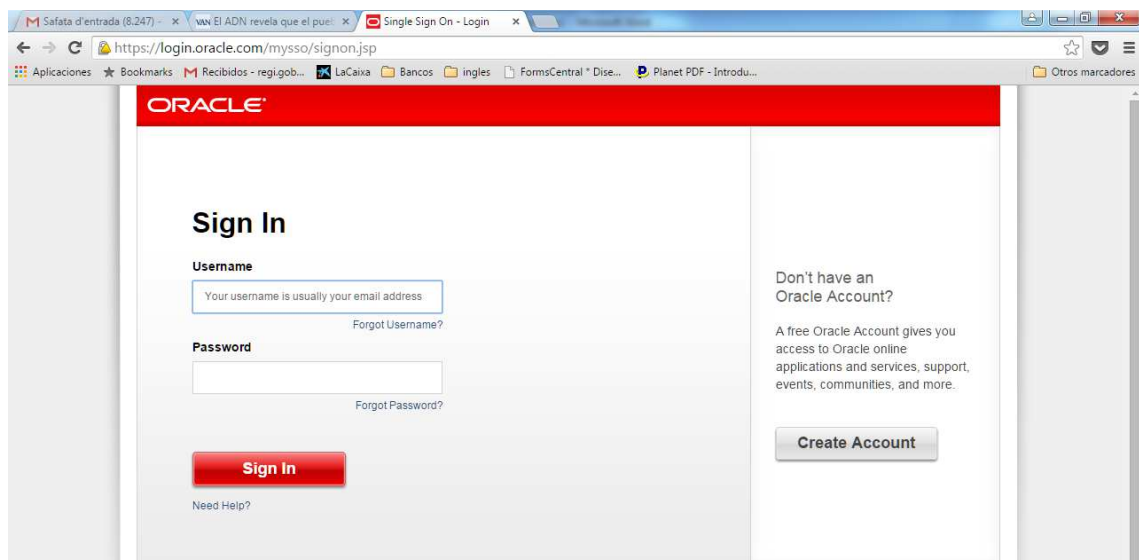 Safata d'entrada (8.247) -
VAN El ADN revela que el puel
Single Sign On - Login
https://login.oracle.com/mysso/signon.jsp
Aplicaciones
Bookmarks
Recibidos - regi.gob...
LaCaixa
Bancos
ingles
FormsCentral * Dise...
Planet PDF - Introdu...
Otros marcadores
ORACLE
Sign In
Username
Your username is usually your email address
Forgot Username?
Password
Forgot Password?
Sign In
Need Help?
Don't have an
Oracle Account?
A free Oracle Account gives you
access to Oracle online
applications and services, support,
events, communities, and more.
Create Account